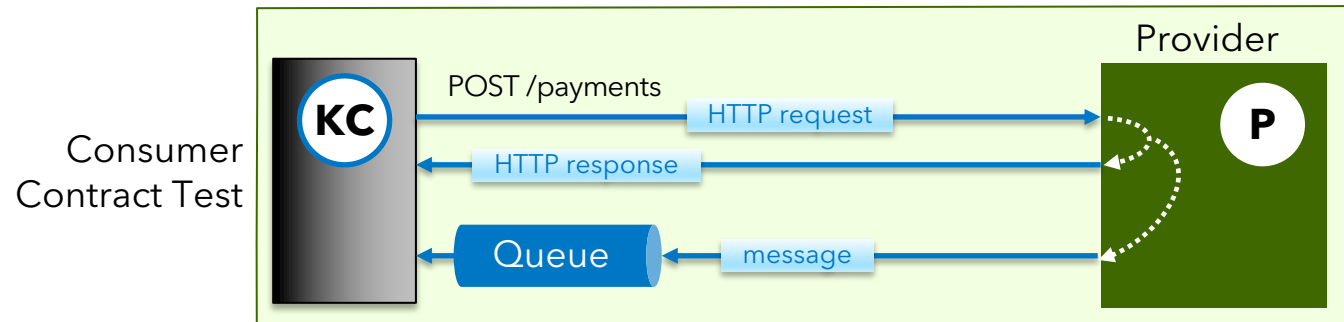 Provider
POST /payments
KC
HTTP request
P
Consumer
Contract Test
HTTP response
Queue
message